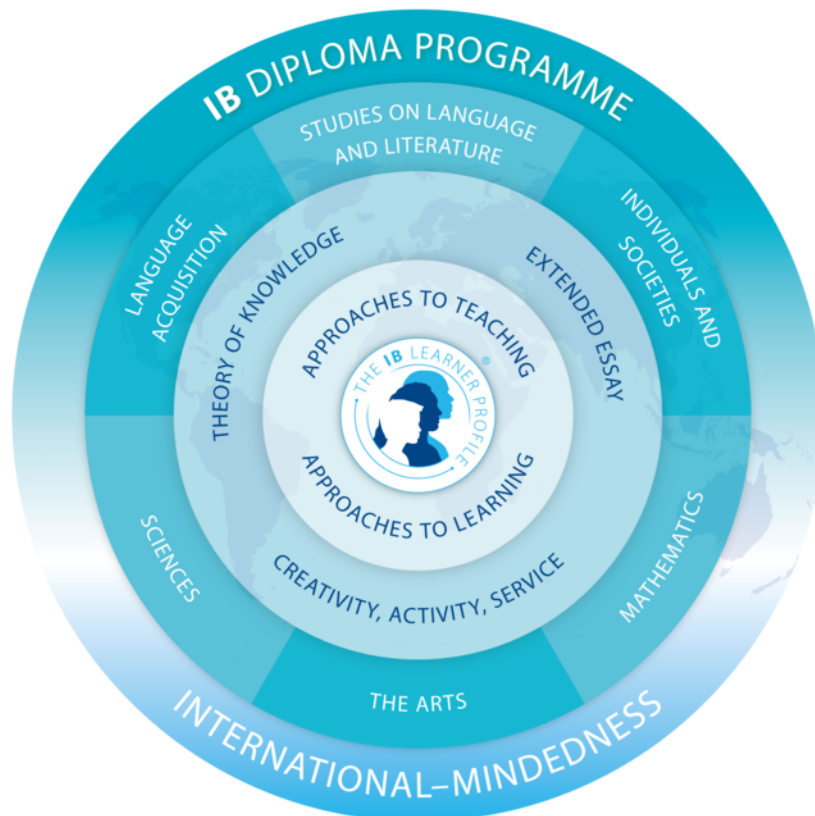 IB DIPLOMA PROGRAMME
STUDIES ON LANGUAGE
AND LITERATURE
LANGUAGE
ACQUISITION
INDIVIDUALS AND
SOCIETIES
THEORY OF KNOWLEDGE
EXTENDED ESSAY
APPROACHES TO TEACHING
THE IB LEARNER PROFILE®
APPROACHES TO LEARNING
CREATIVITY, ACTIVITY, SERVICE
SCIENCES
MATHEMATICS
THE ARTS
INTERNATIONAL–MINDEDNESS